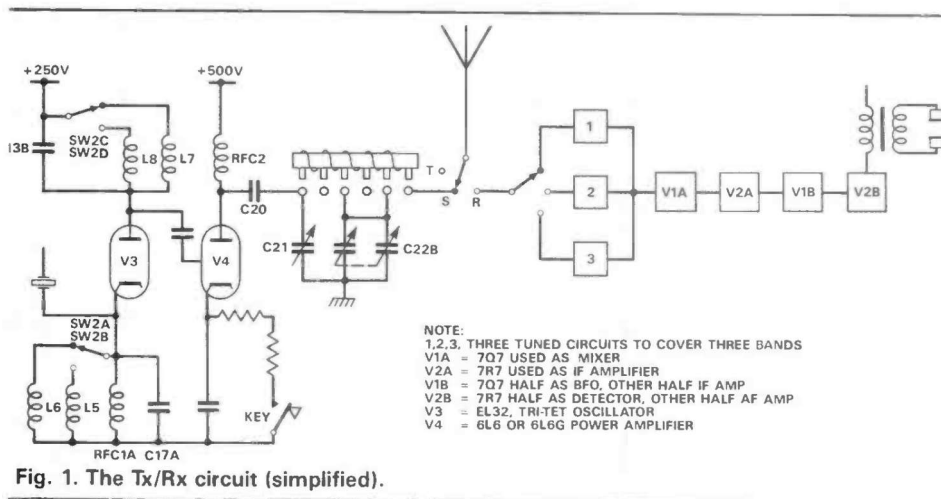 +250V
+500V
I3B
SW2C
SW2D
L8
L7
RFC2
C20
T
S
R
1
2
3
V1A
V2A
V1B
V2B
V3
V4
C21
C22B
SW2A
SW2B
L6
L5
RFC1A
C17A
KEY
NOTE:
1,2,3, THREE TUNED CIRCUITS TO COVER THREE BANDS
V1A = 7Q7 USED AS MIXER
V2A = 7R7 USED AS IF AMPLIFIER
V1B = 7Q7 HALF AS BFO, OTHER HALF IF AMP
V2B = 7R7 HALF AS DETECTOR, OTHER HALF AF AMP
V3 = EL32, TRI-TET OSCILLATOR
V4 = 6L6 OR 6L6G POWER AMPLIFIER
Fig. 1. The Tx/Rx circuit (simplified).